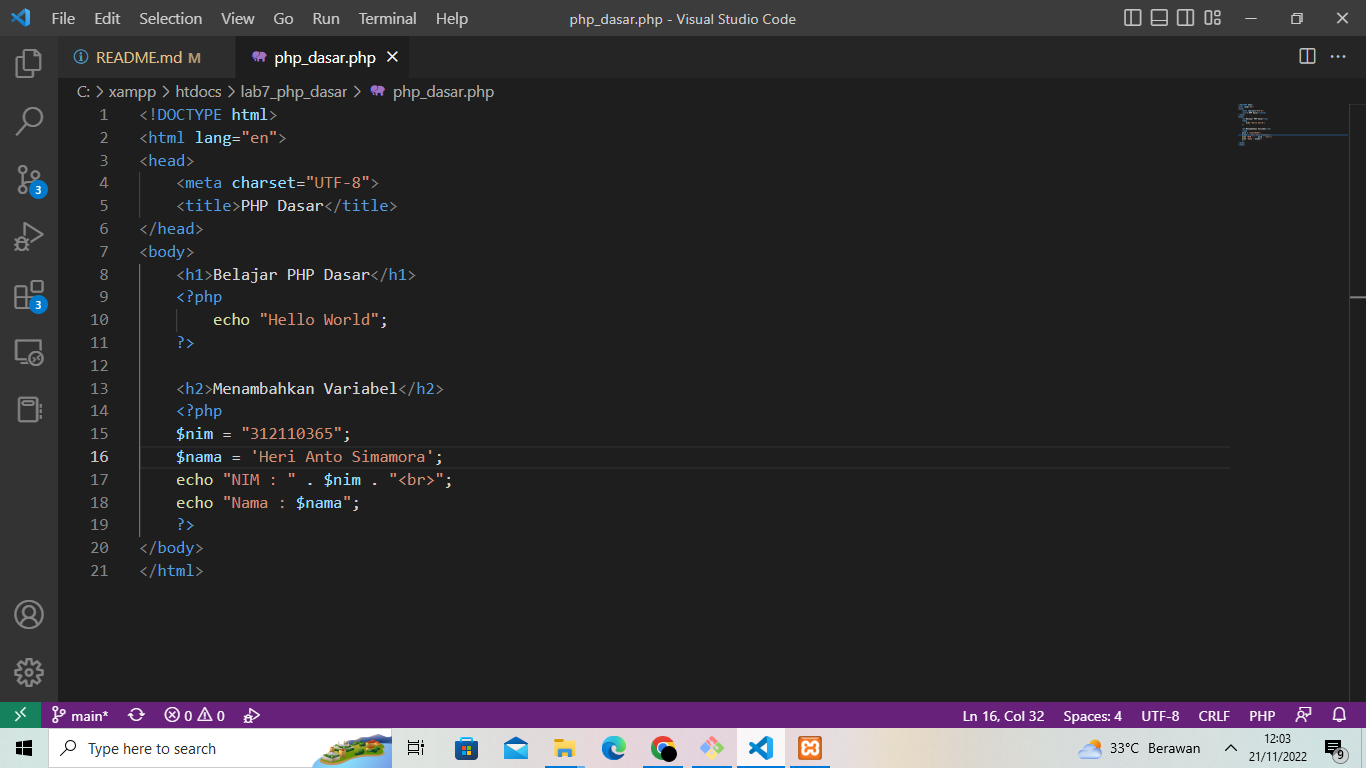 File Edit Selection View Go Run Terminal Help php_dasar.php - Visual Studio Code
README.md M php_dasar.php
C: > xampp > htdocs > lab7_php_dasar > php_dasar.php
1 <!DOCTYPE html>
2 <html lang="en">
3 <head>
4     <meta charset="UTF-8">
5     <title>PHP Dasar</title>
6 </head>
7 <body>
8     <h1>Belajar PHP Dasar</h1>
9     <?php
10         echo "Hello World";
11     ?>
12
13     <h2>Menambahkan Variabel</h2>
14     <?php
15     $nim = "312110365";
16     $nama = 'Heri Anto Simamora';
17     echo "NIM : " . $nim . "<br>";
18     echo "Nama : $nama";
19     ?>
20 </body>
21 </html>
3
3
main* 0 0 Ln 16, Col 32 Spaces: 4 UTF-8 CRLF PHP
Type here to search 33°C Berawan 12:03
21/11/2022 9